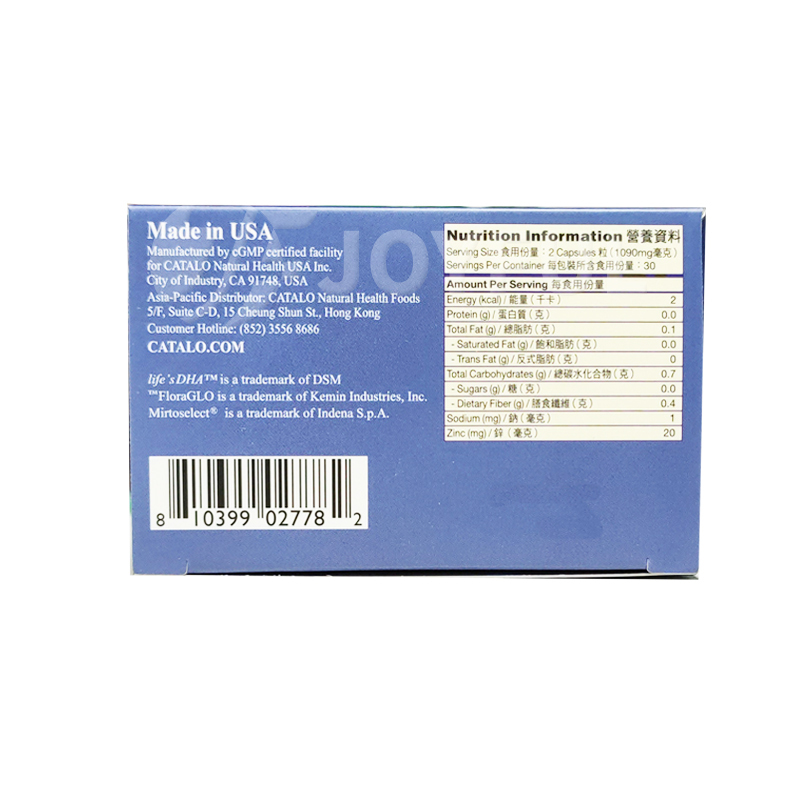 Made in USA
Manufactured by cGMP certified facility
for CATALO Natural Health USA Inc.
City of Industry, CA 91748, USA
Asia-Pacific Distributor: CATALO Natural Health Foods
5/F, Suite C-D, 15 Cheung Shun St., Hong Kong
Customer Hotline: (852) 3556 8686
CATALO.COM
life'sDHA™ is a trademark of DSM
™FloraGLO is a trademark of Kemin Industries, Inc.
Mirtoselect® is a trademark of Indena S.p.A.
8 10399 02778 2
JOY
Nutrition Information 營養資料
Serving Size 食用份量：2 Capsules 粒 (1090mg毫克)
Servings Per Container 每包裝所含食用份量：30
Amount Per Serving 每食用份量
Energy (kcal) / 能量 (千卡) 2
Protein (g) / 蛋白質 (克) 0.0
Total Fat (g) / 總脂肪 (克) 0.1
- Saturated Fat (g) / 飽和脂肪 (克) 0.0
- Trans Fat (g) / 反式脂肪 (克) 0
Total Carbohydrates (g) / 總碳水化合物 (克) 0.7
- Sugars (g) / 糖 (克) 0.0
- Dietary Fiber (g) / 膳食纖維 (克) 0.4
Sodium (mg) / 鈉 (毫克) 1
Zinc (mg) / 鋅 (毫克) 20